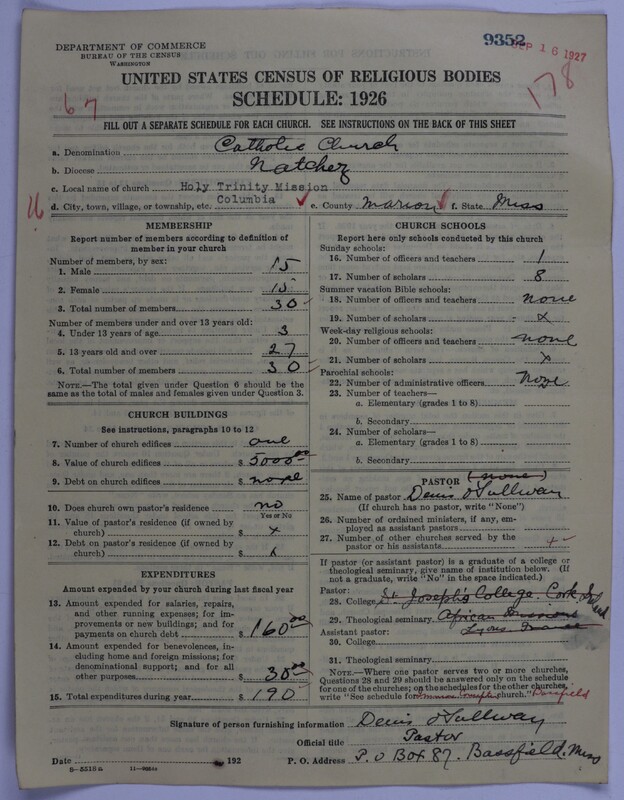 DEPARTMENT OF COMMERCE
BUREAU OF THE CENSUS
WASHINGTON
9352
SEP 16 1927
178
67
UNITED STATES CENSUS OF RELIGIOUS BODIES
SCHEDULE: 1926
FILL OUT A SEPARATE SCHEDULE FOR EACH CHURCH. SEE INSTRUCTIONS ON THE BACK OF THIS SHEET
a. Denomination Catholic Church
b. Diocese Natchez
c. Local name of church Holy Trinity Mission
d. City, town, village, or township, etc. Columbia e. County Marion f. State Miss
MEMBERSHIP
Report number of members according to definition of
member in your church
Number of members, by sex:
1. Male 15
2. Female 15
3. Total number of members 30
Number of members under and over 13 years old:
4. Under 13 years of age 3
5. 13 years old and over 27
6. Total number of members 30
NOTE.—The total given under Question 6 should be the
same as the total of males and females given under Question 3.
CHURCH BUILDINGS
See instructions, paragraphs 10 to 12
7. Number of church edifices one
8. Value of church edifices $ 5000.00
9. Debt on church edifices $ none
10. Does church own pastor's residence no
Yes or No
11. Value of pastor's residence (if owned by
church) $ x
12. Debt on pastor's residence (if owned by
church) $ x
EXPENDITURES
Amount expended by your church during last fiscal year
13. Amount expended for salaries, repairs,
and other running expenses; for im-
provements or new buildings; and for
payments on church debt $ 160.00
14. Amount expended for benevolences,
including home and foreign missions; for
denominational support; and for all
other purposes $ 30.00
15. Total expenditures during year $ 190
CHURCH SCHOOLS
Report here only schools conducted by this church
Sunday schools:
16. Number of officers and teachers 1
17. Number of scholars 8
Summer vacation Bible schools:
18. Number of officers and teachers none
19. Number of scholars x
Week-day religious schools:
20. Number of officers and teachers none
21. Number of scholars x
Parochial schools:
22. Number of administrative officers none
23. Number of teachers—
a. Elementary (grades 1 to 8)
b. Secondary
24. Number of scholars—
a. Elementary (grades 1 to 8)
b. Secondary
PASTOR (none)
25. Name of pastor Denis O'Sullivan
(If church has no pastor, write "None")
26. Number of ordained ministers, if any, em-
ployed as assistant pastors
27. Number of other churches served by the
pastor or his assistants 4
If pastor (or assistant pastor) is a graduate of a college or
theological seminary, give name of institution below. (If
not a graduate, write "No" in the space indicated.)
Pastor:
28. College St Joseph's College. Cork
29. Theological seminary African Missions
Lyons France
Assistant pastor:
30. College
31. Theological seminary
NOTE.—Where one pastor serves two or more churches,
Questions 28 and 29 should be answered only on the schedule
for one of the churches; on the schedules for the other churches,
write "See schedule for church." Bassfield
Signature of person furnishing information Denis O'Sullivan
Official title Pastor
Date 192 P. O. Address P. O Box 87. Bassfield. Miss